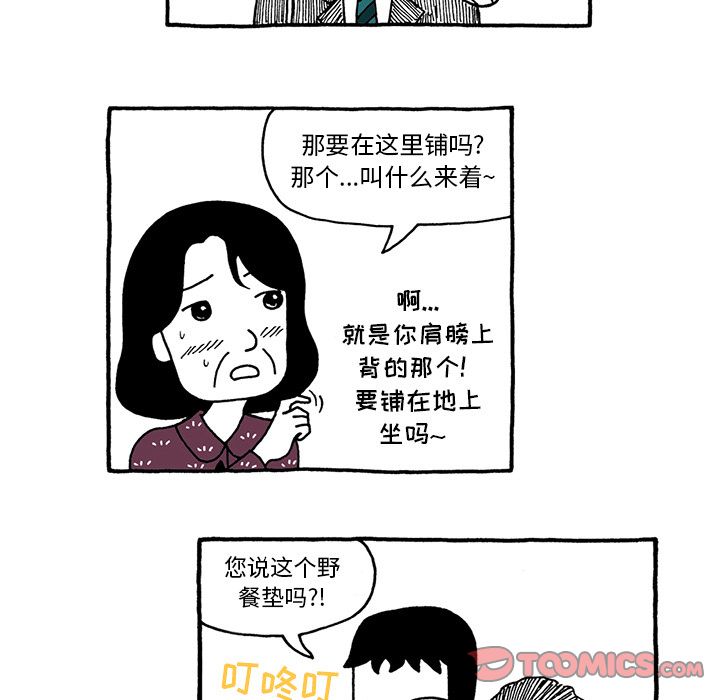 那要在这里铺吗?
那个...叫什么来着~
啊...
就是你肩膀上
背的那个!
要铺在地上
坐吗~
您说这个野
餐垫吗?!
叮咚叮
TOOMICS.COM